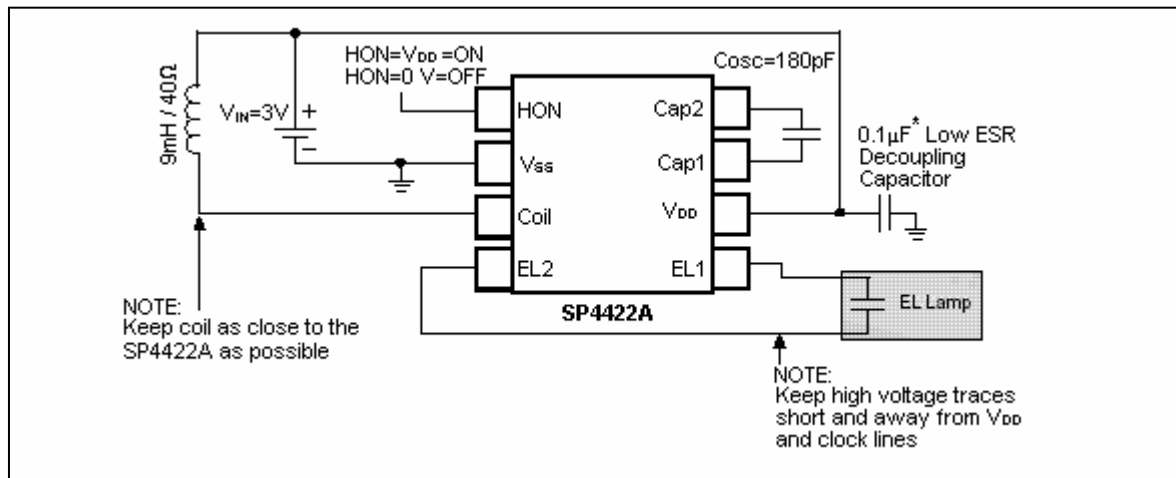 HON=VDD=ON
HON=0 V=OFF
Cosc=180pF
9mH / 40Ω
VIN=3V
+
−
HON
Cap2
Vss
Cap1
Coil
VDD
EL2
EL1
0.1µF* Low ESR
Decoupling
Capacitor
SP4422A
EL Lamp
NOTE:
Keep coil as close to the
SP4422A as possible
NOTE:
Keep high voltage traces
short and away from VDD
and clock lines